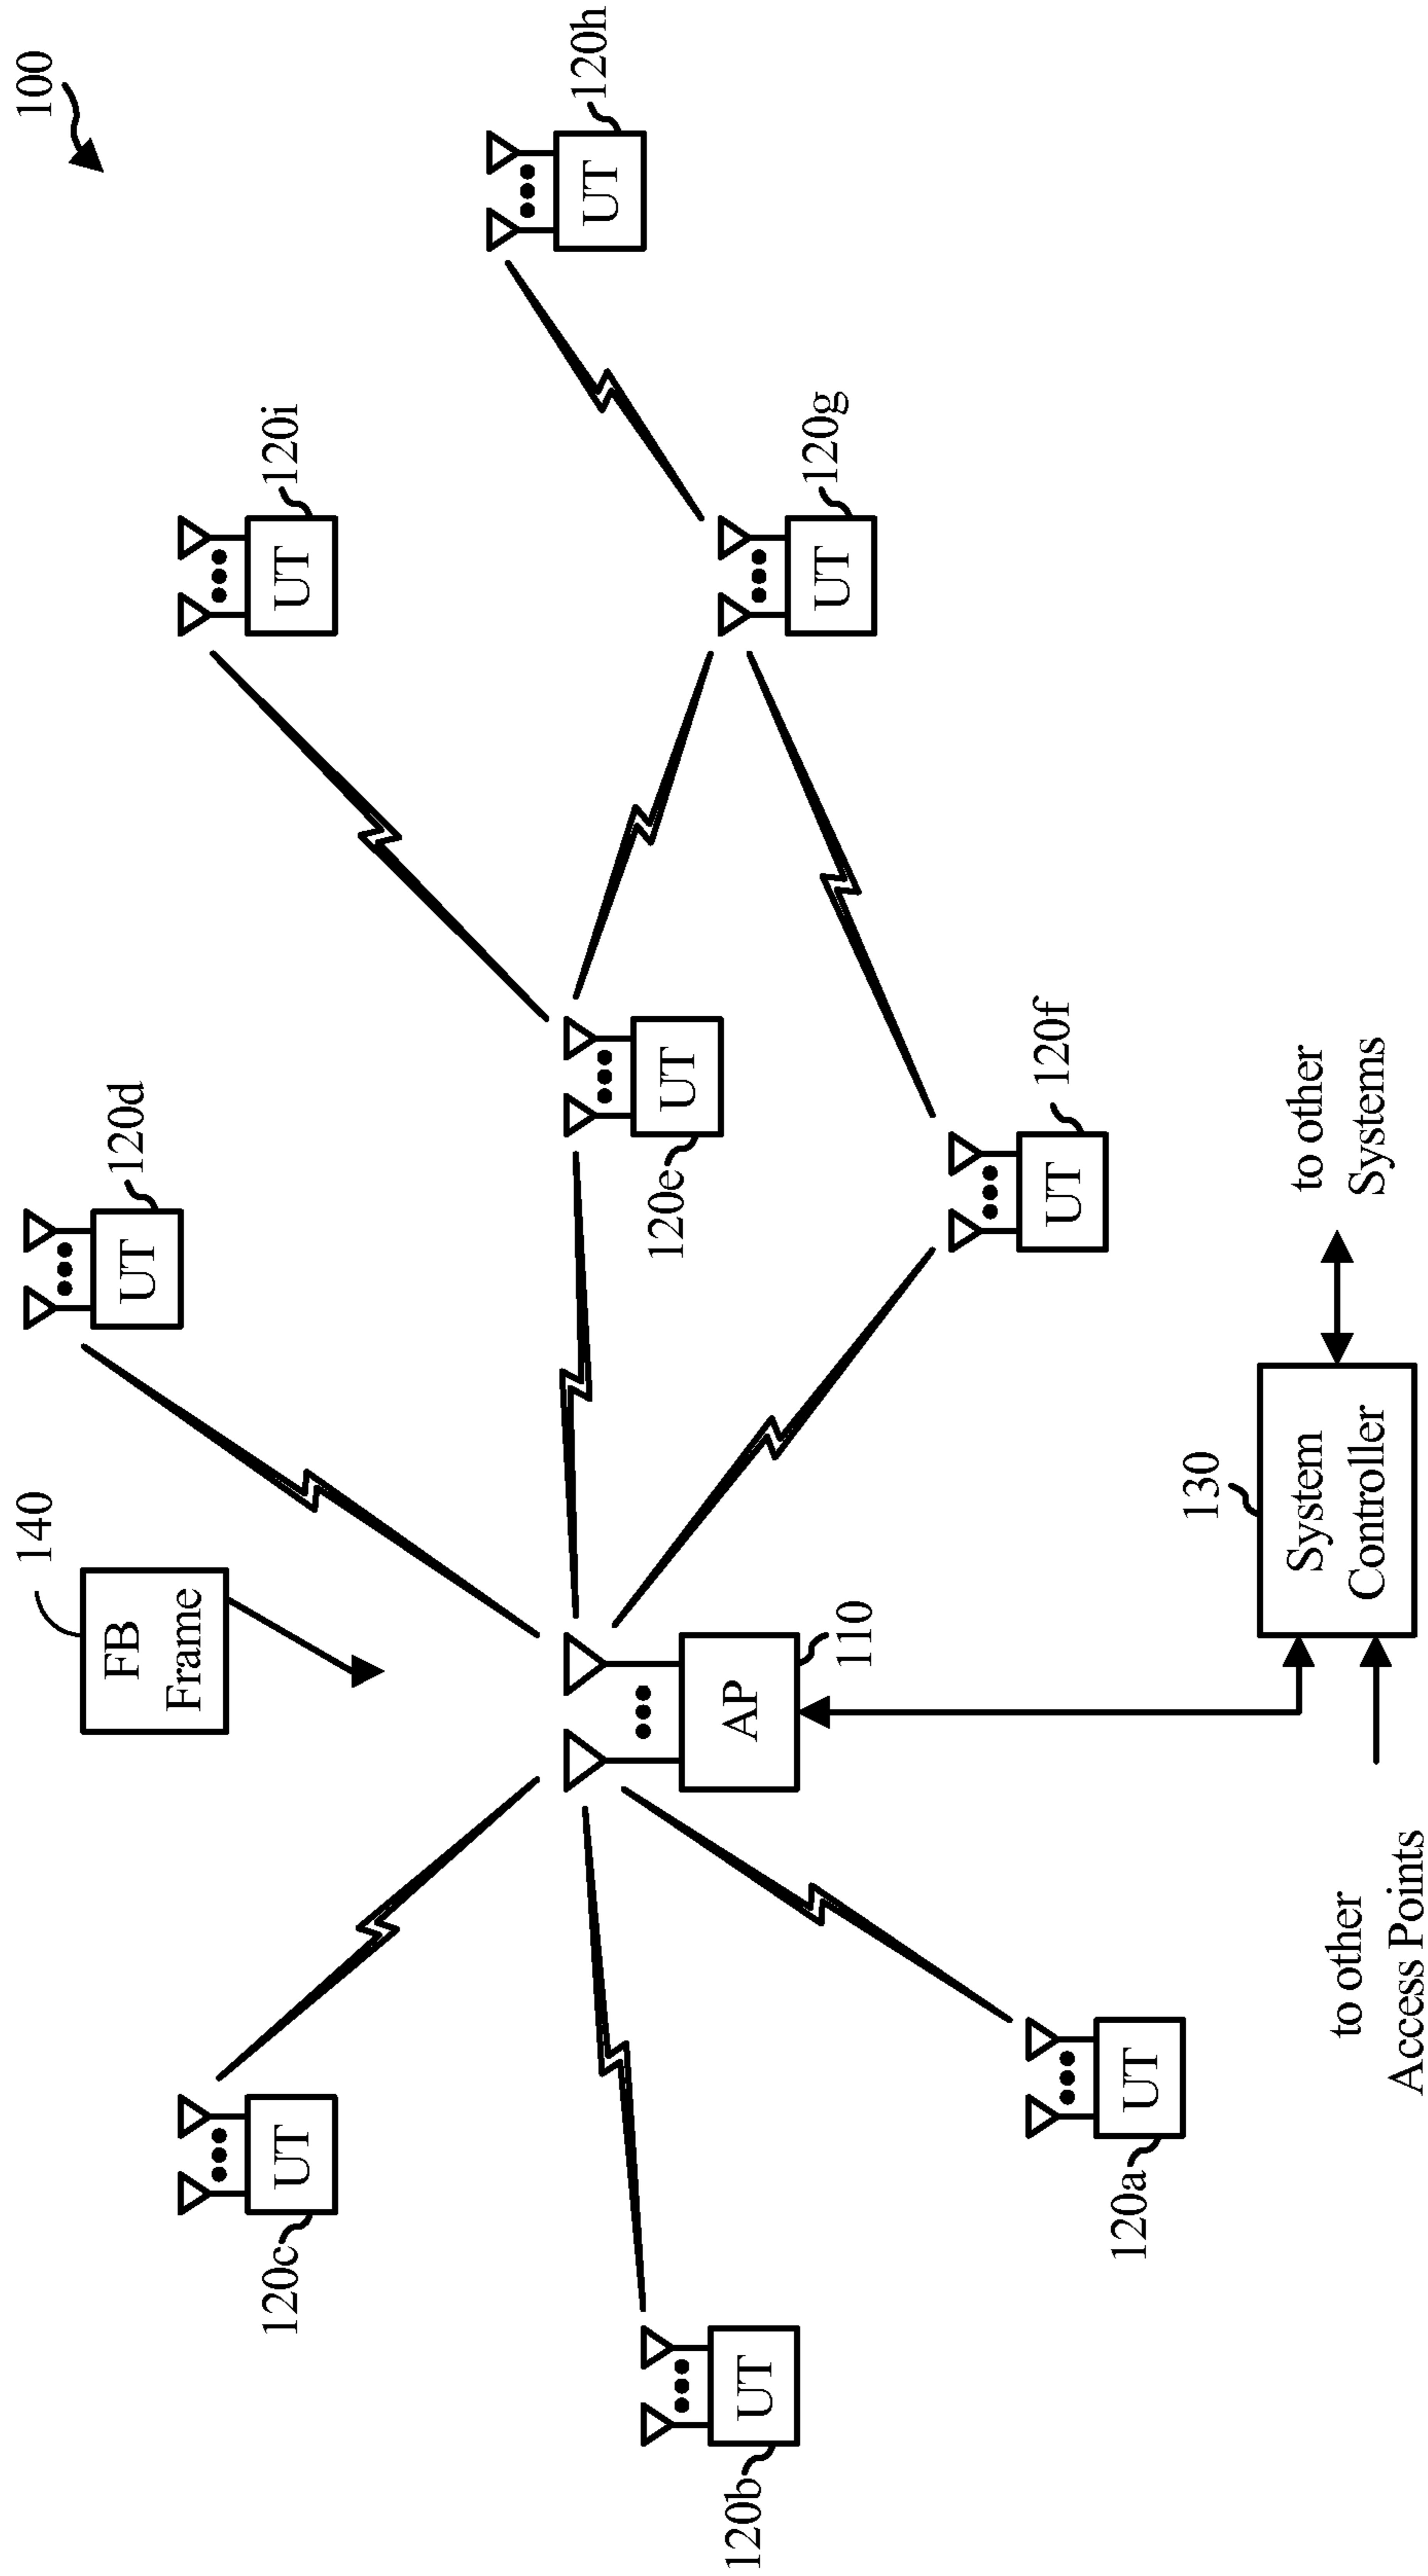 100
140
FB
Frame
UT
120d
UT
120i
UT
120c
UT
120h
UT
120e
UT
120g
AP
110
UT
120b
UT
120f
UT
120a
130
System
Controller
to other
Systems
to other
Access Points